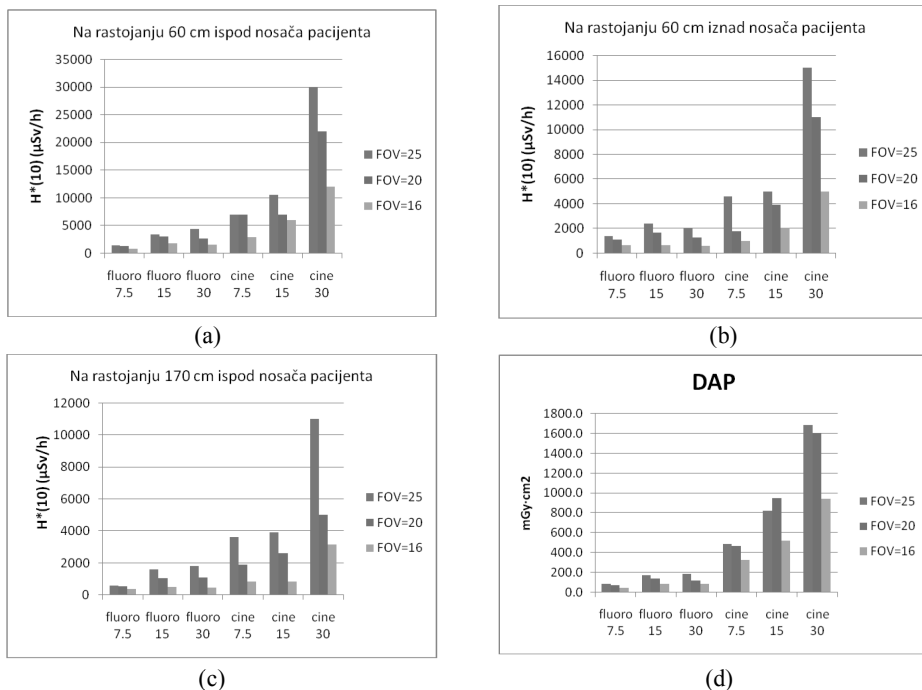 Na rastojanju 60 cm ispod nosača pacijenta
H*(10) (µSv/h)
35000
30000
25000
20000
15000
10000
5000
0
fluoro 7.5
fluoro 15
fluoro 30
cine 7.5
cine 15
cine 30
FOV=25
FOV=20
FOV=16
(a)
Na rastojanju 60 cm iznad nosača pacijenta
H*(10) (µSv/h)
16000
14000
12000
10000
8000
6000
4000
2000
0
fluoro 7.5
fluoro 15
fluoro 30
cine 7.5
cine 15
cine 30
FOV=25
FOV=20
FOV=16
(b)
Na rastojanju 170 cm ispod nosača pacijenta
H*(10) (µSv/h)
12000
10000
8000
6000
4000
2000
0
fluoro 7.5
fluoro 15
fluoro 30
cine 7.5
cine 15
cine 30
FOV=25
FOV=20
FOV=16
(c)
DAP
mGy·cm2
1800.0
1600.0
1400.0
1200.0
1000.0
800.0
600.0
400.0
200.0
0.0
fluoro 7.5
fluoro 15
fluoro 30
cine 7.5
cine 15
cine 30
FOV=25
FOV=20
FOV=16
(d)